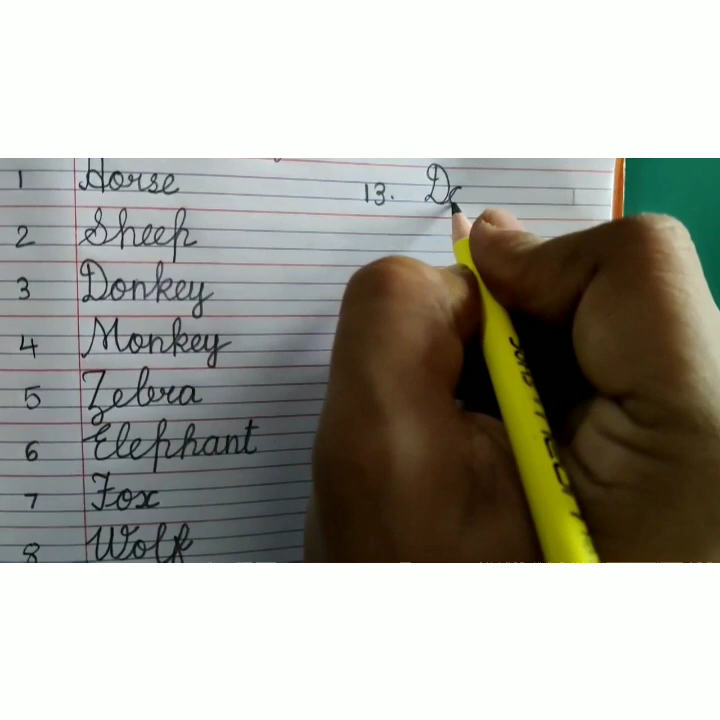 1 Horse
2 Sheep
3 Donkey
4 Monkey
5 Zebra
6 Elephant
7 Fox
8 Wolf
13. D